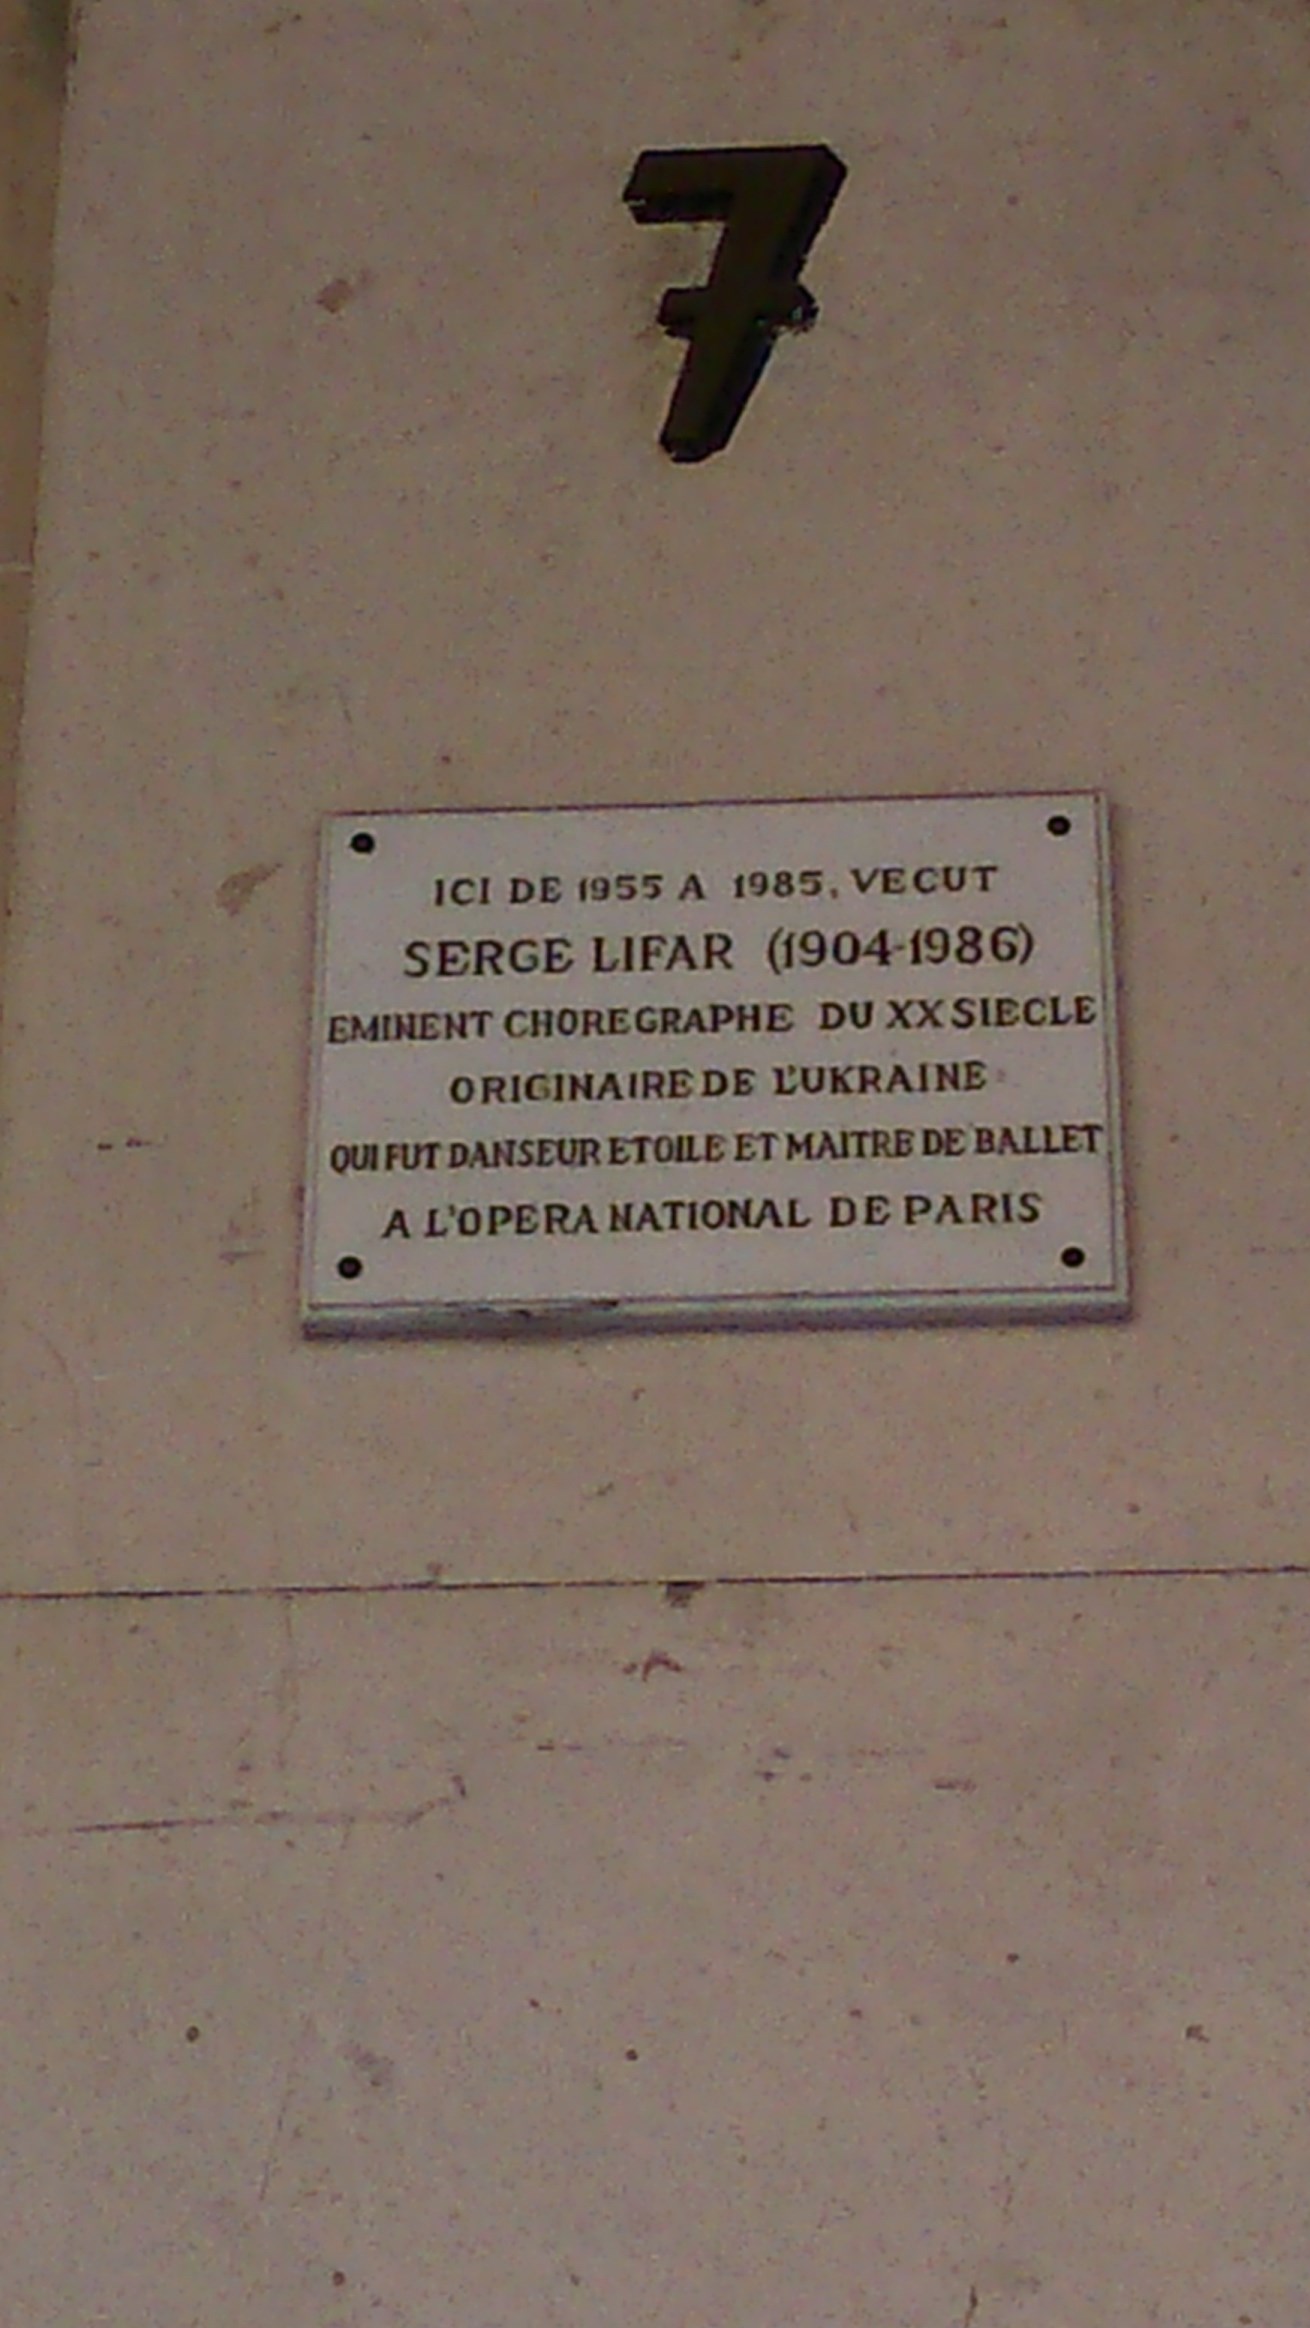 7
ICI DE 1955 A 1985, VECUT
SERGE LIFAR (1904-1986)
EMINENT CHOREGRAPHE DU XX SIECLE
ORIGINAIRE DE L'UKRAINE
QUI FUT DANSEUR ETOILE ET MAITRE DE BALLET
A L'OPERA NATIONAL DE PARIS